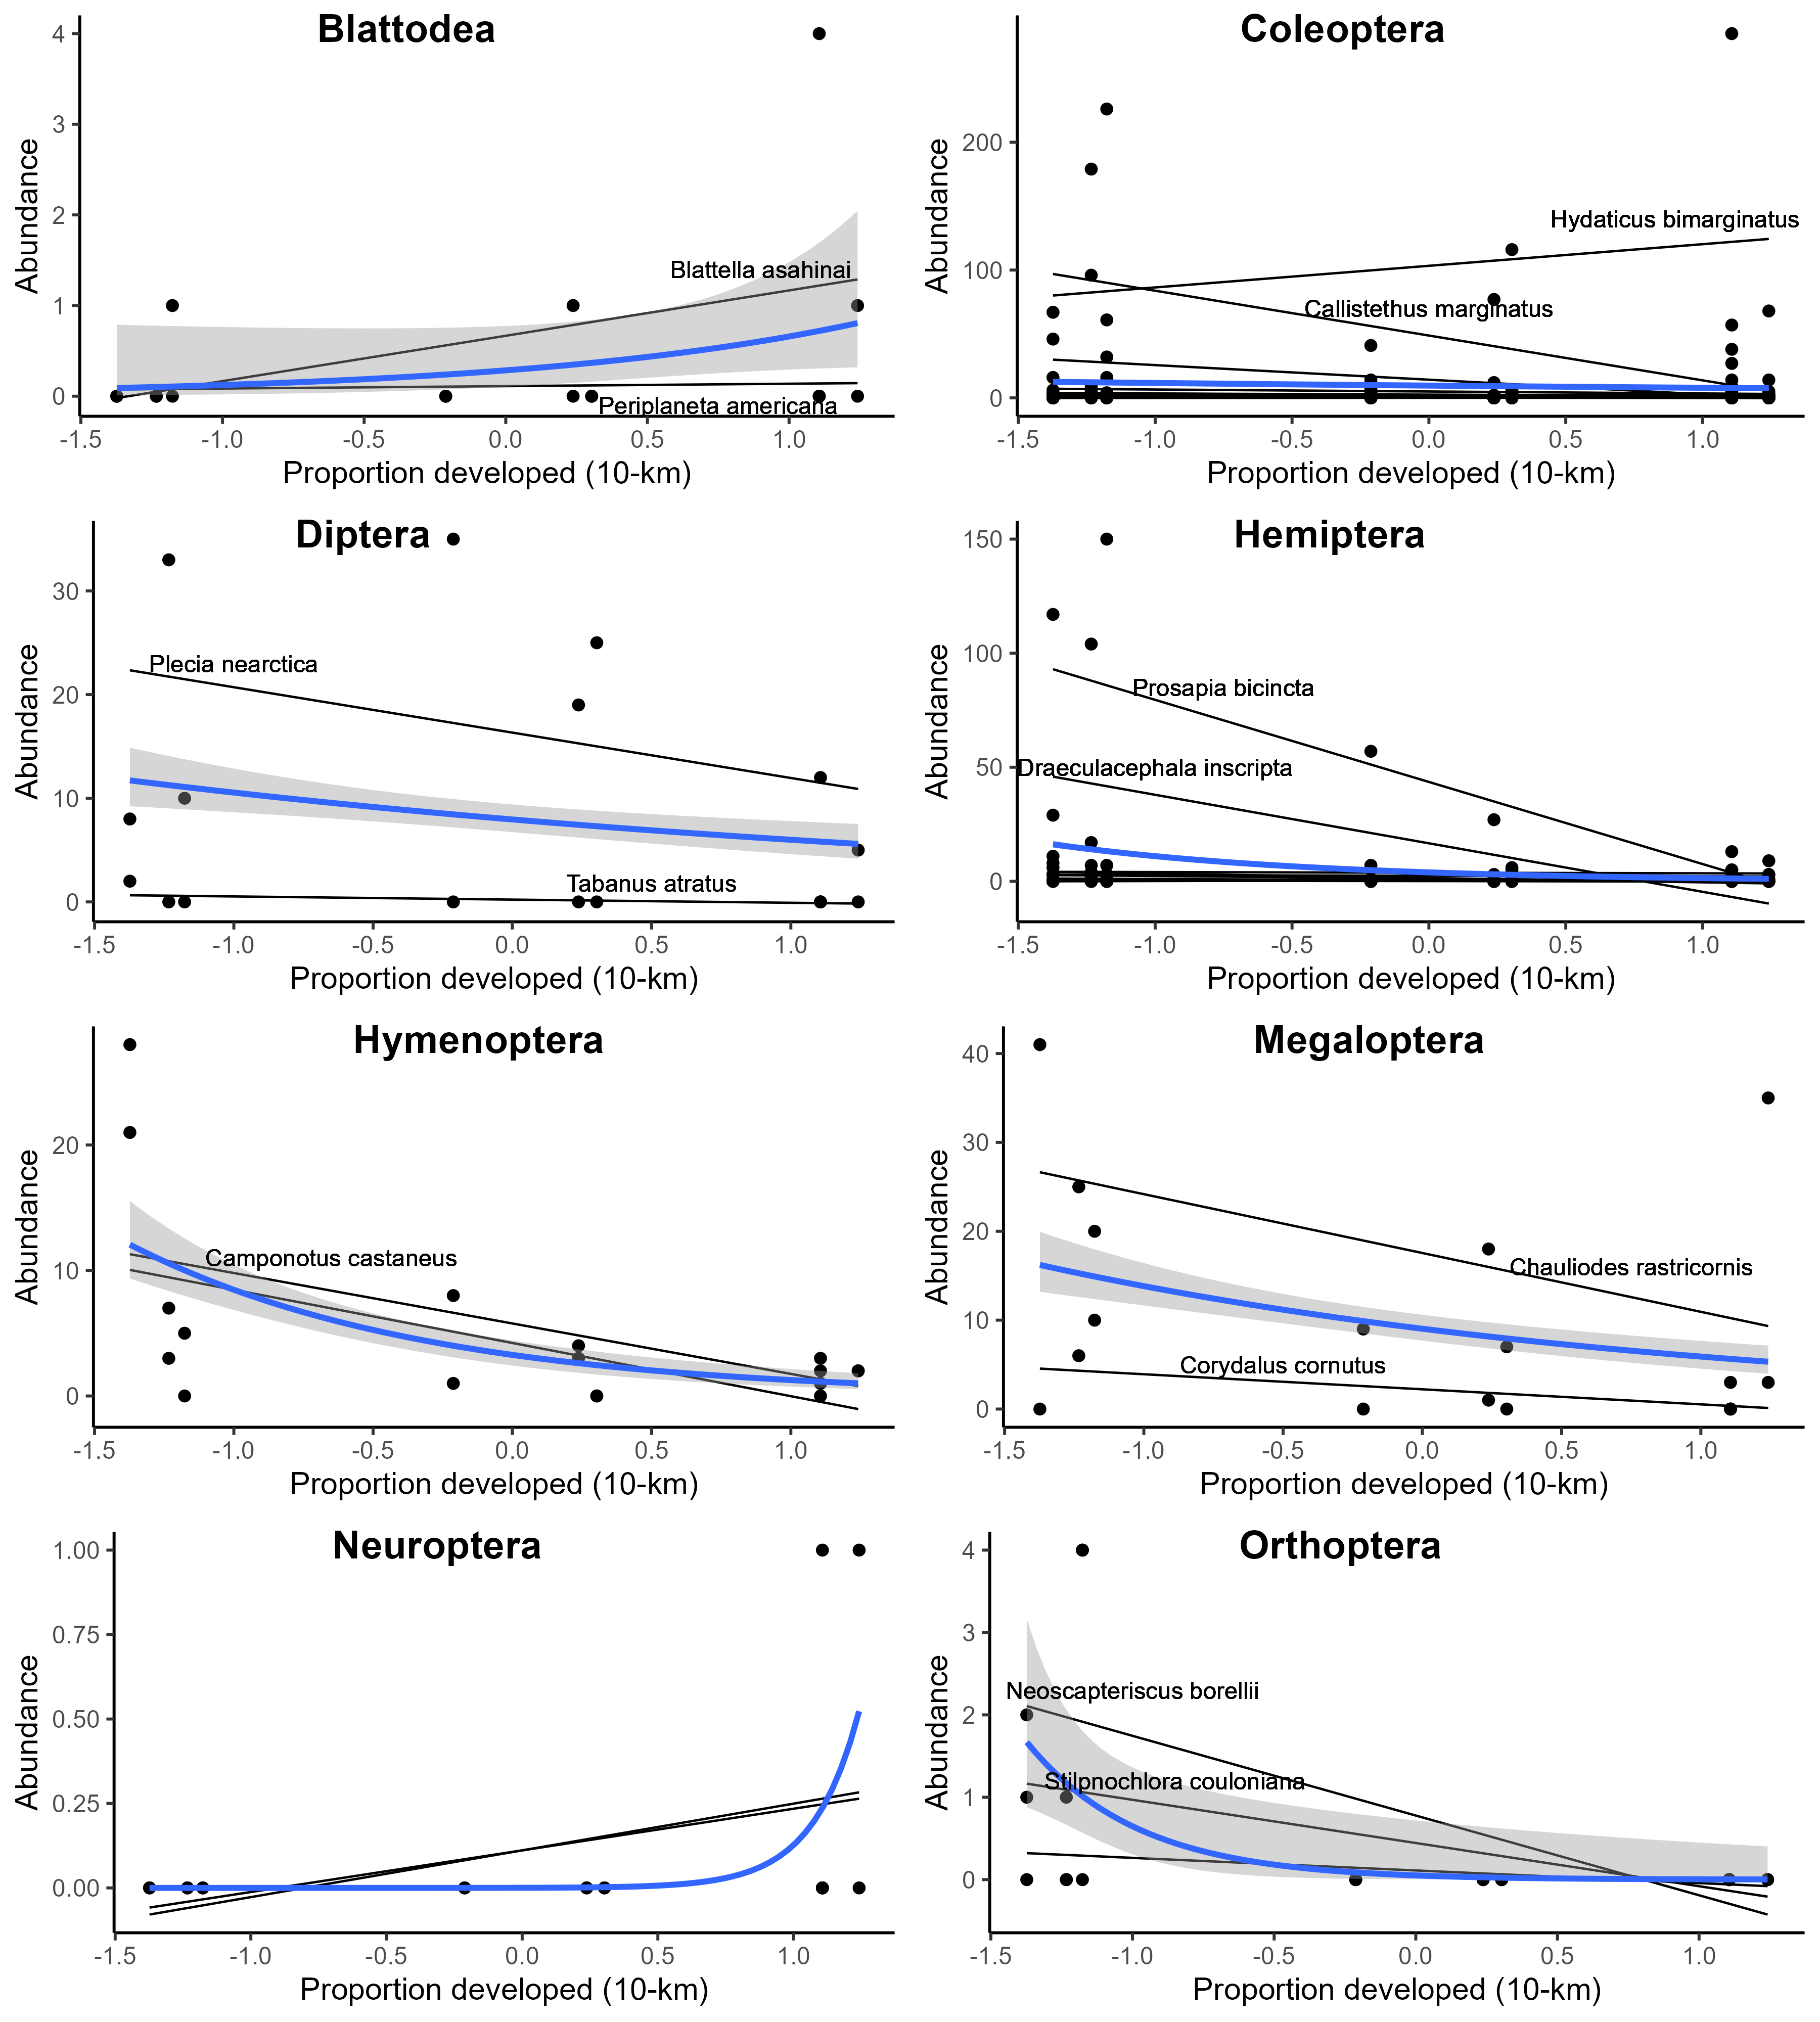 Blattodea
Abundance
4
3
2
1
0
Blattella asahinai
Periplaneta americana
-1.5 -1.0 -0.5 0.0 0.5 1.0
Proportion developed (10-km)
Coleoptera
Abundance
200
100
0
Hydaticus bimarginatus
Callistethus marginatus
-1.5 -1.0 -0.5 0.0 0.5 1.0
Proportion developed (10-km)
Diptera
Abundance
30
20
10
0
Plecia nearctica
Tabanus atratus
-1.5 -1.0 -0.5 0.0 0.5 1.0
Proportion developed (10-km)
Hemiptera
Abundance
150
100
50
0
Prosapia bicincta
Draeculacephala inscripta
-1.5 -1.0 -0.5 0.0 0.5 1.0
Proportion developed (10-km)
Hymenoptera
Abundance
20
10
0
Camponotus castaneus
-1.5 -1.0 -0.5 0.0 0.5 1.0
Proportion developed (10-km)
Megaloptera
Abundance
40
30
20
10
0
Chauliodes rastricornis
Corydalus cornutus
-1.5 -1.0 -0.5 0.0 0.5 1.0
Proportion developed (10-km)
Neuroptera
Abundance
1.00
0.75
0.50
0.25
0.00
-1.5 -1.0 -0.5 0.0 0.5 1.0
Proportion developed (10-km)
Orthoptera
Abundance
4
3
2
1
0
Neoscapteriscus borellii
Stilpnochlora couloniana
-1.5 -1.0 -0.5 0.0 0.5 1.0
Proportion developed (10-km)